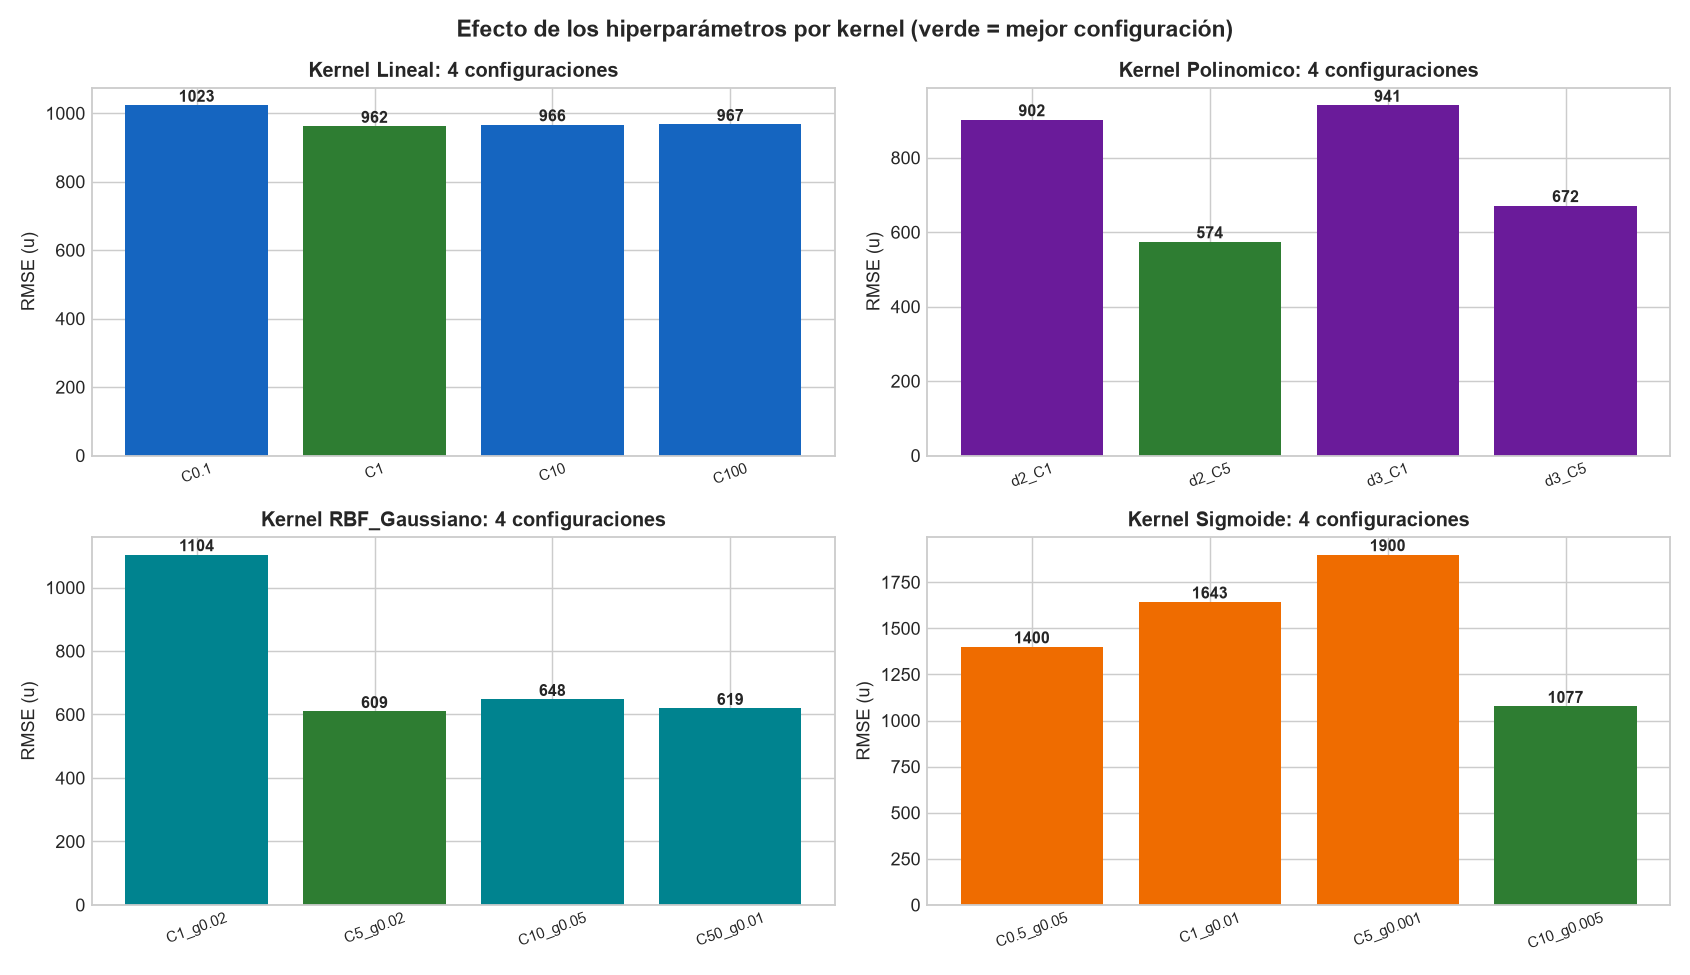 Efecto de los hiperparámetros por kernel (verde = mejor configuración)
Kernel Lineal: 4 configuraciones
RMSE (u)
1000
800
600
400
200
0
1023
962
966
967
C0.1
C1
C10
C100
Kernel Polinomico: 4 configuraciones
RMSE (u)
800
600
400
200
0
902
574
941
672
d2_C1
d2_C5
d3_C1
d3_C5
Kernel RBF_Gaussiano: 4 configuraciones
RMSE (u)
1000
800
600
400
200
0
1104
609
648
619
C1_g0.02
C5_g0.02
C10_g0.05
C50_g0.01
Kernel Sigmoide: 4 configuraciones
RMSE (u)
1750
1500
1250
1000
750
500
250
0
1400
1643
1900
1077
C0.5_g0.05
C1_g0.01
C5_g0.001
C10_g0.005